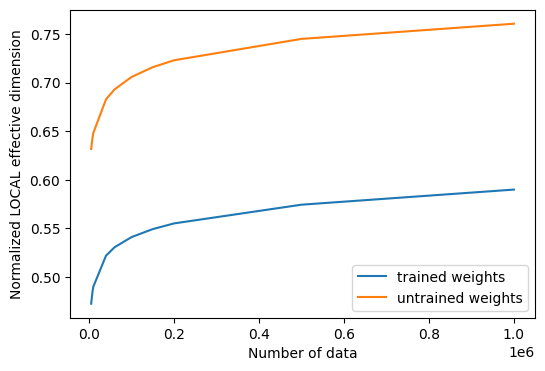 Normalized LOCAL effective dimension
0.75
0.70
0.65
0.60
0.55
0.50
trained weights
untrained weights
0.0 0.2 0.4 0.6 0.8 1.0
1e6
Number of data